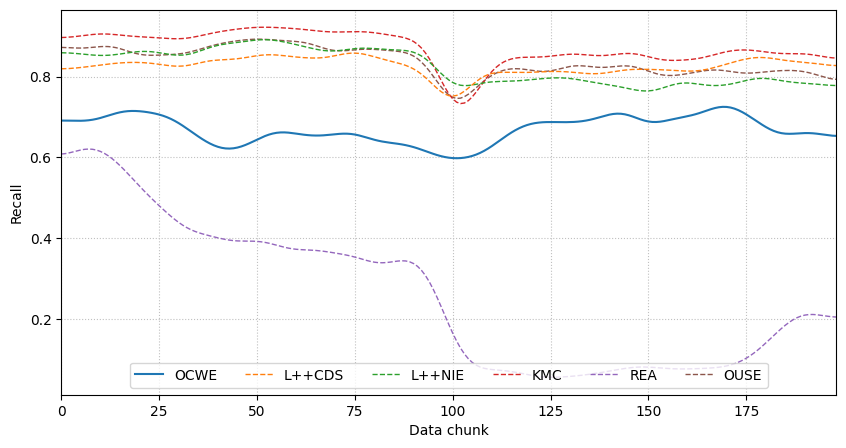 0.8
0.6
0.4
0.2
Recall
OCWE L++CDS L++NIE KMC REA OUSE
0 25 50 75 100 125 150 175
Data chunk